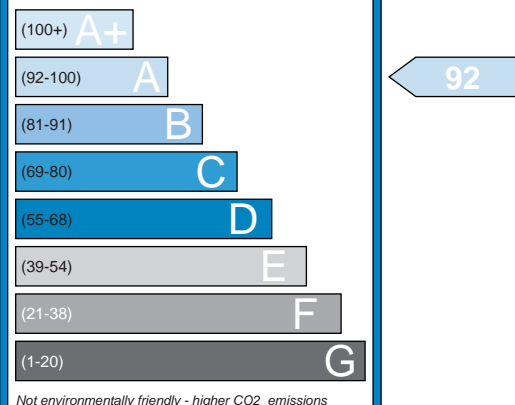 (100+) A+
(92-100) A
92
(81-91) B
(69-80) C
(55-68) D
(39-54) E
(21-38) F
(1-20) G
Not environmentally friendly - higher CO2 emissions